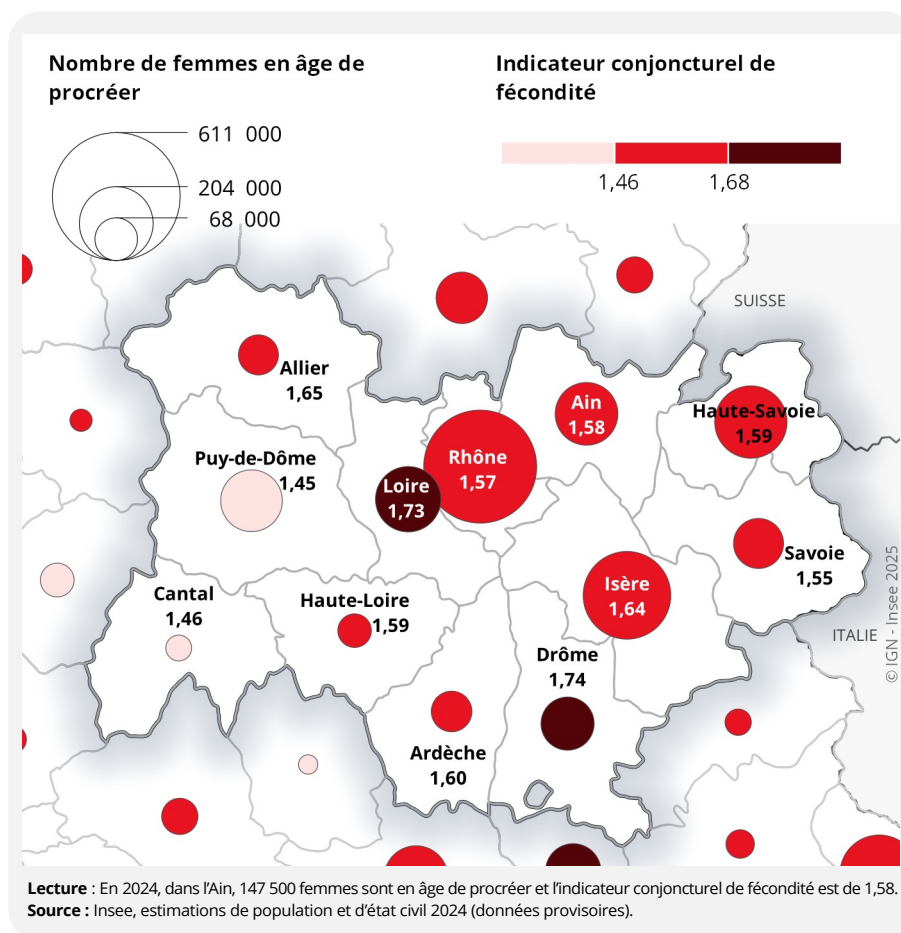 Nombre de femmes en âge de
procréer
611 000
204 000
68 000
Indicateur conjoncturel de
fécondité
1,46
1,68
SUISSE
Allier
1,65
Ain
1,58
Haute-Savoie
1,59
Puy-de-Dôme
1,45
Rhône
1,57
Loire
1,73
Savoie
1,55
Isère
1,64
Cantal
1,46
Haute-Loire
1,59
ITALIE
Drôme
1,74
Ardèche
1,60
© IGN - Insee 2025
Lecture : En 2024, dans l’Ain, 147 500 femmes sont en âge de procréer et l’indicateur conjoncturel de fécondité est de 1,58.
Source : Insee, estimations de population et d’état civil 2024 (données provisoires).